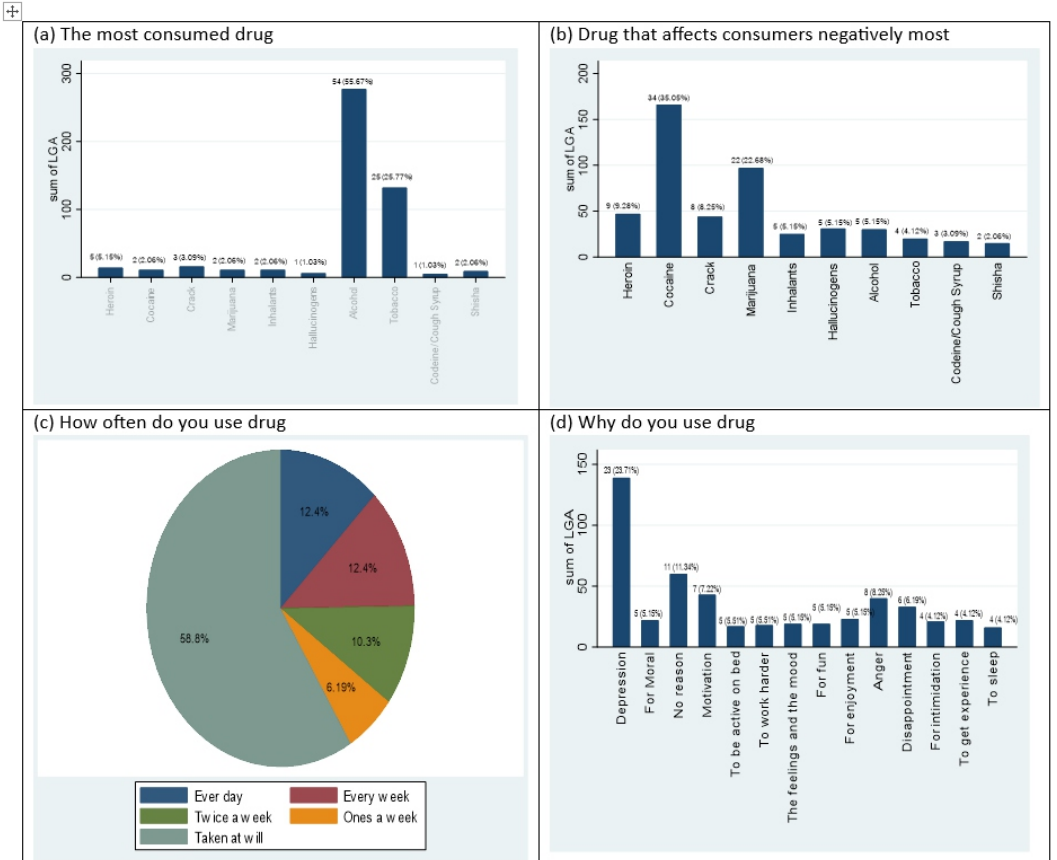 (a) The most consumed drug
sum of LGA
300
200
100
0
5(5.15%)
2(2.06%)
3(3.09%)
2(2.06%)
2(2.06%)
1(1.03%)
54 (55.67%)
25(25.77%)
1(1.03%)
2(2.06%)
Heroin
Cocaine
Crack
Marijuana
Inhalants
Hallucinogens
Alcohol
Tobacco
Codeine/Cough Syrup
Shisha
(b) Drug that affects consumers negatively most
sum of LGA
200
150
100
50
0
9 (9.28%)
34 (35.05%)
8 (8.25%)
22 (22.68%)
5 (5.15%)
5 (5.15%)
5 (5.15%)
4 (4.12%)
3 (3.09%)
2 (2.06%)
Heroin
Cocaine
Crack
Marijuana
Inhalants
Hallucinogens
Alcohol
Tobacco
Codeine/Cough Syrup
Shisha
(c) How often do you use drug
12.4%
12.4%
10.3%
6.19%
58.8%
Ever day
Every week
Twice a week
Ones a week
Taken at will
(d) Why do you use drug
sum of LGA
150
100
50
0
23 (23.71%)
5 (5.15%)
11 (11.34%)
7 (7.22%)
5 (5.51%)
5 (5.51%)
5 (5.15%)
5 (5.15%)
5 (5.15%)
8 (8.25%)
6 (6.19%)
4 (4.12%)
4 (4.12%)
4 (4.12%)
Depression
For Moral
No reason
Motivation
To be active on bed
To work harder
The feelings and the mood
For fun
For enjoyment
Anger
Disappointment
For intimidation
To get experience
To sleep